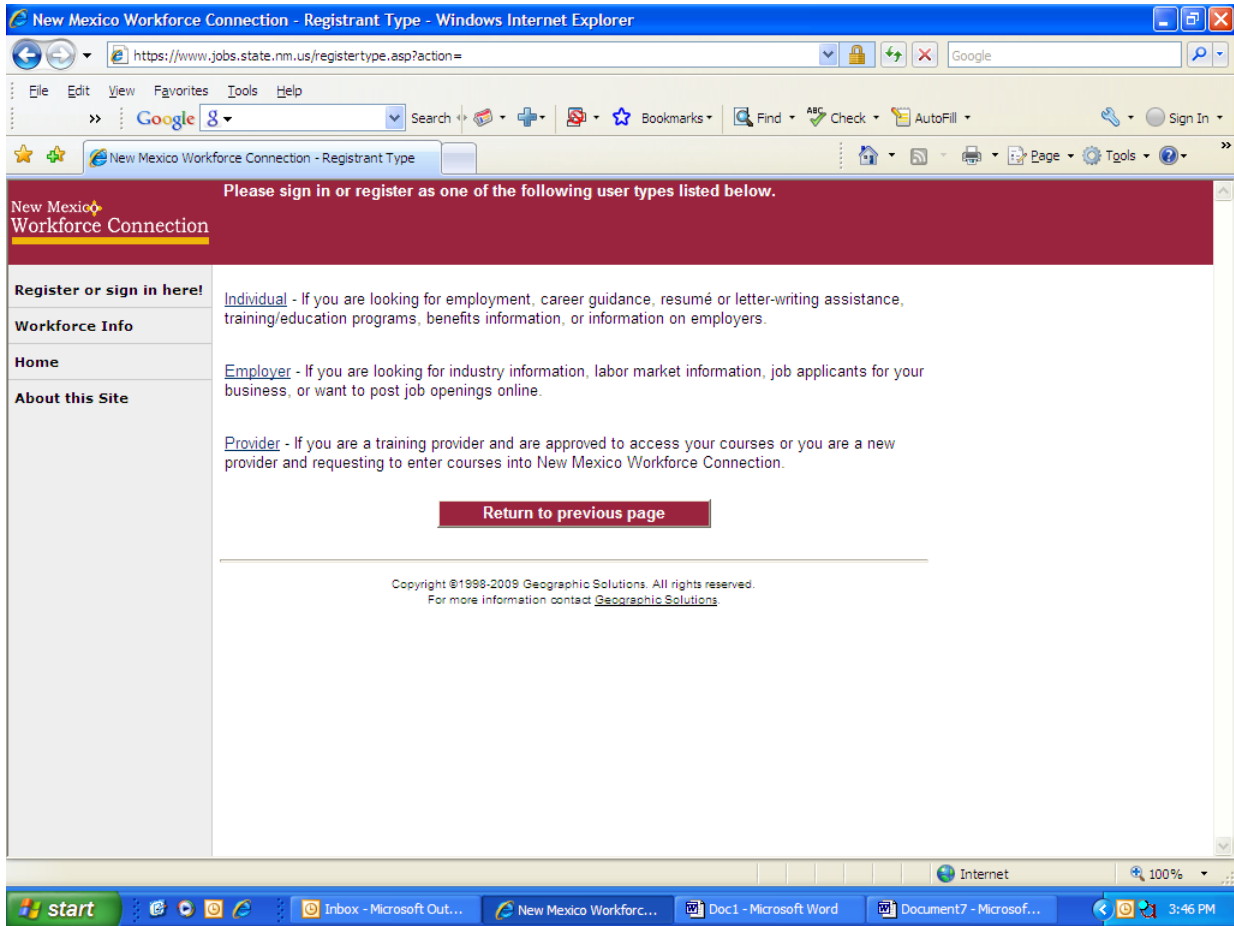 New Mexico Workforce Connection - Registrant Type - Windows Internet Explorer
https://www.jobs.state.nm.us/registertype.asp?action=
Google
File Edit View Favorites Tools Help
» Google Search Bookmarks Find ABC Check AutoFill Sign In
New Mexico Workforce Connection - Registrant Type Page Tools »
New Mexico
Workforce Connection
Please sign in or register as one of the following user types listed below.
Register or sign in here!
Workforce Info
Home
About this Site
Individual - If you are looking for employment, career guidance, resumé or letter-writing assistance,
training/education programs, benefits information, or information on employers.
Employer - If you are looking for industry information, labor market information, job applicants for your
business, or want to post job openings online.
Provider - If you are a training provider and are approved to access your courses or you are a new
provider and requesting to enter courses into New Mexico Workforce Connection.
Return to previous page
Copyright ©1998-2009 Geographic Solutions. All rights reserved.
For more information contact Geographic Solutions.
Internet 100%
start Inbox - Microsoft Out... New Mexico Workforc... Doc1 - Microsoft Word Document7 - Microsof... 3:46 PM